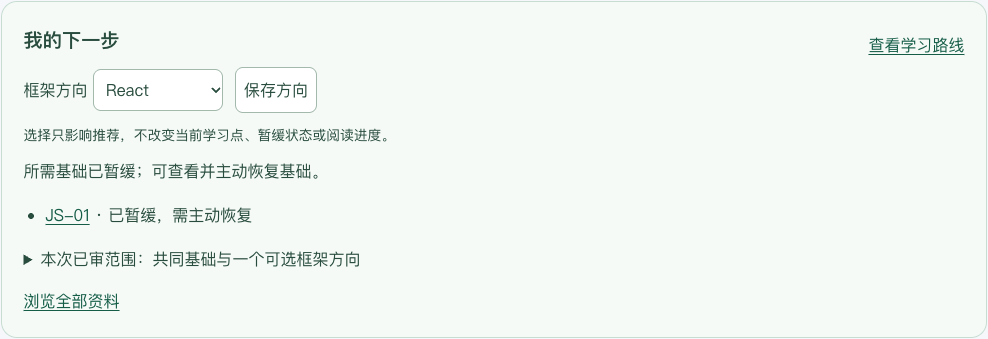 我的下一步
查看学习路线
框架方向 React 保存方向
选择只影响推荐，不改变当前学习点、暂缓状态或阅读进度。
所需基础已暂缓；可查看并主动恢复基础。
• JS-01 · 已暂缓，需主动恢复
▶ 本次已审范围：共同基础与一个可选框架方向
浏览全部资料